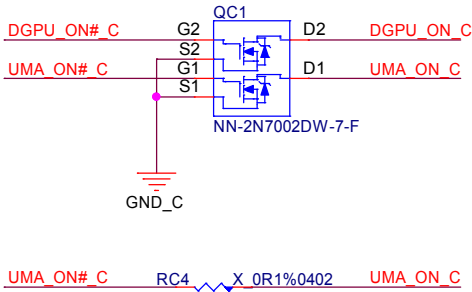 QC1
DGPU_ON#_C G2 D2 DGPU_ON_C
S2
UMA_ON#_C G1 D1 UMA_ON_C
S1
NN-2N7002DW-7-F
GND_C
UMA_ON#_C RC4 X_0R1%0402 UMA_ON_C